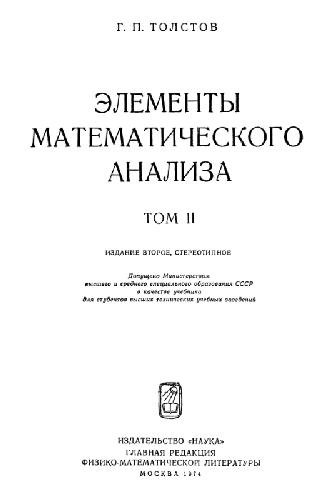 Г. П. ТОЛСТОВ
ЭЛЕМЕНТЫ
МАТЕМАТИЧЕСКОГО
АНАЛИЗА
ТОМ II
ИЗДАНИЕ ВТОРОЕ, СТЕРЕОТИПНОЕ
Допущено Министерством
высшего и среднего специального образования СССР
в качестве учебника
для студентов высших технических учебных заведений
ИЗДАТЕЛЬСТВО «НАУКА»
ГЛАВНАЯ РЕДАКЦИЯ
ФИЗИКО-МАТЕМАТИЧЕСКОЙ ЛИТЕРАТУРЫ
МОСКВА 1974